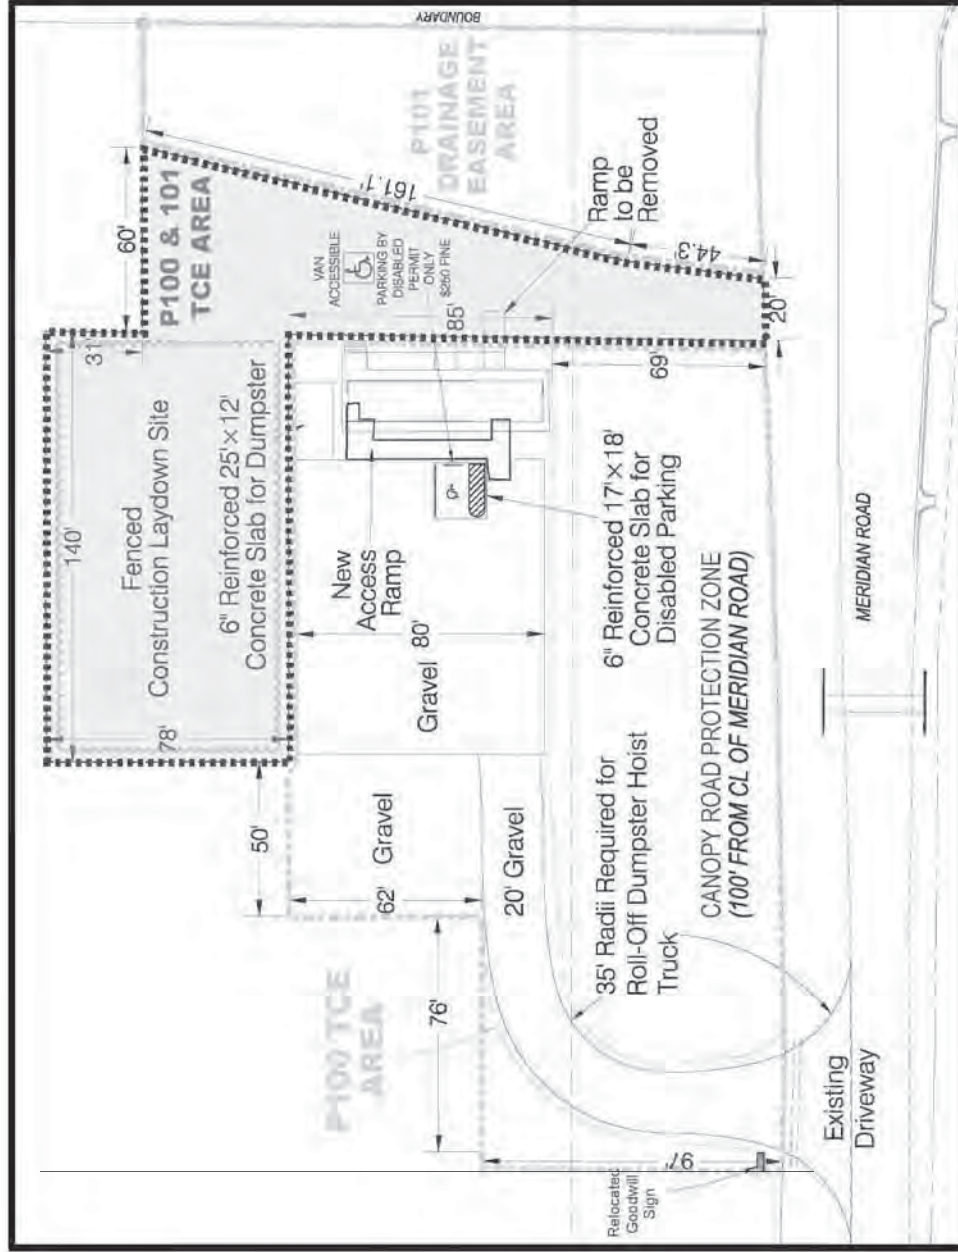 BOUNDARY
60'
P100 & 101
TCE AREA
161.1'
P101
DRAINAGE
EASEMENT
AREA
31'
140'
Fenced
Construction Laydown Site
6" Reinforced 25'×12'
Concrete Slab for Dumpster
78'
VAN
ACCESSIBLE
PARKING BY
DISABLED
PERMIT
ONLY
$250 FINE
Ramp
to be
Removed
44.3'
20'
85'
69'
New
Access
Ramp
80'
Gravel
6" Reinforced 17'×18'
Concrete Slab for
Disabled Parking
50'
Gravel
62'
20' Gravel
35' Radii Required for
Roll-Off Dumpster Hoist
Truck
CANOPY ROAD PROTECTION ZONE
(100' FROM CL OF MERIDIAN ROAD)
MERIDIAN ROAD
P100 TCE
AREA
76'
97'
Relocated
Goodwill
Sign
Existing
Driveway